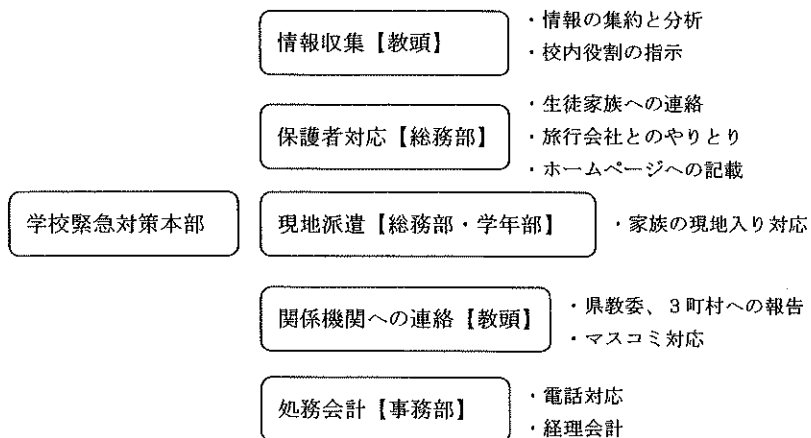 情報収集【教頭】
・情報の集約と分析
・校内役割の指示
保護者対応【総務部】
・生徒家族への連絡
・旅行会社とのやりとり
・ホームページへの記載
学校緊急対策本部
現地派遣【総務部・学年部】
・家族の現地入り対応
関係機関への連絡【教頭】
・県教委、3町村への報告
・マスコミ対応
処務会計【事務部】
・電話対応
・経理会計